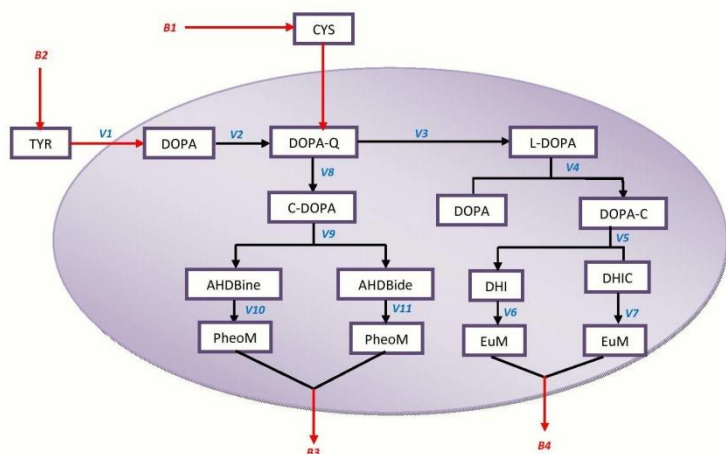 B1
CYS
B2
TYR
V1
DOPA
V2
DOPA-Q
V3
L-DOPA
V8
V4
C-DOPA
DOPA
DOPA-C
V9
V5
AHDBine
AHDBide
DHI
DHIC
V10
V11
V6
V7
PheoM
PheoM
EuM
EuM
B3
B4